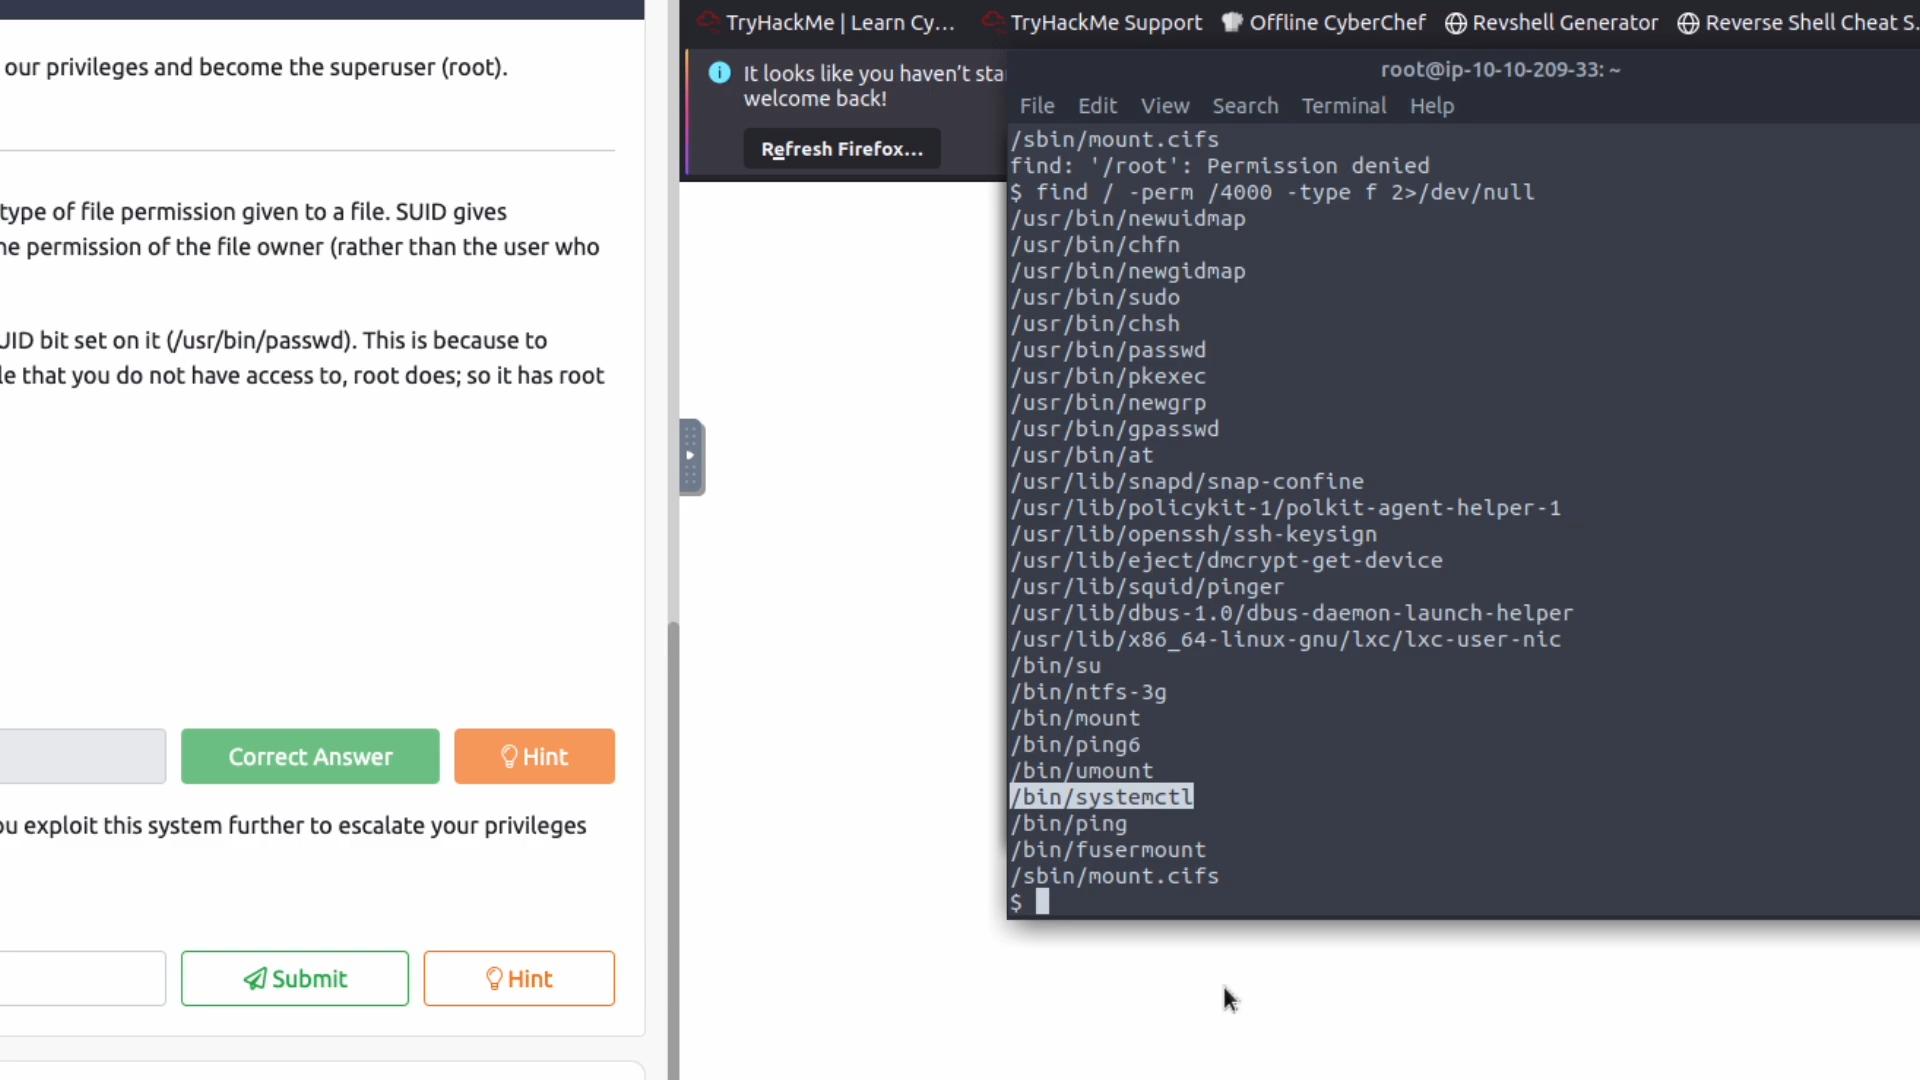 our privileges and become the superuser (root).
type of file permission given to a file. SUID gives
he permission of the file owner (rather than the user who
UID bit set on it (/usr/bin/passwd). This is because to
le that you do not have access to, root does; so it has root
Correct Answer
Hint
ou exploit this system further to escalate your privileges
Submit
Hint
TryHackMe | Learn Cy...
TryHackMe Support
Offline CyberChef
Revshell Generator
Reverse Shell Cheat S.
It looks like you haven't sta
welcome back!
Refresh Firefox...
root@ip-10-10-209-33: ~
File Edit View Search Terminal Help
/sbin/mount.cifs
find: '/root': Permission denied
$ find / -perm /4000 -type f 2>/dev/null
/usr/bin/newuidmap
/usr/bin/chfn
/usr/bin/newgidmap
/usr/bin/sudo
/usr/bin/chsh
/usr/bin/passwd
/usr/bin/pkexec
/usr/bin/newgrp
/usr/bin/gpasswd
/usr/bin/at
/usr/lib/snapd/snap-confine
/usr/lib/policykit-1/polkit-agent-helper-1
/usr/lib/openssh/ssh-keysign
/usr/lib/eject/dmcrypt-get-device
/usr/lib/squid/pinger
/usr/lib/dbus-1.0/dbus-daemon-launch-helper
/usr/lib/x86_64-linux-gnu/lxc/lxc-user-nic
/bin/su
/bin/ntfs-3g
/bin/mount
/bin/ping6
/bin/umount
/bin/systemctl
/bin/ping
/bin/fusermount
/sbin/mount.cifs
$